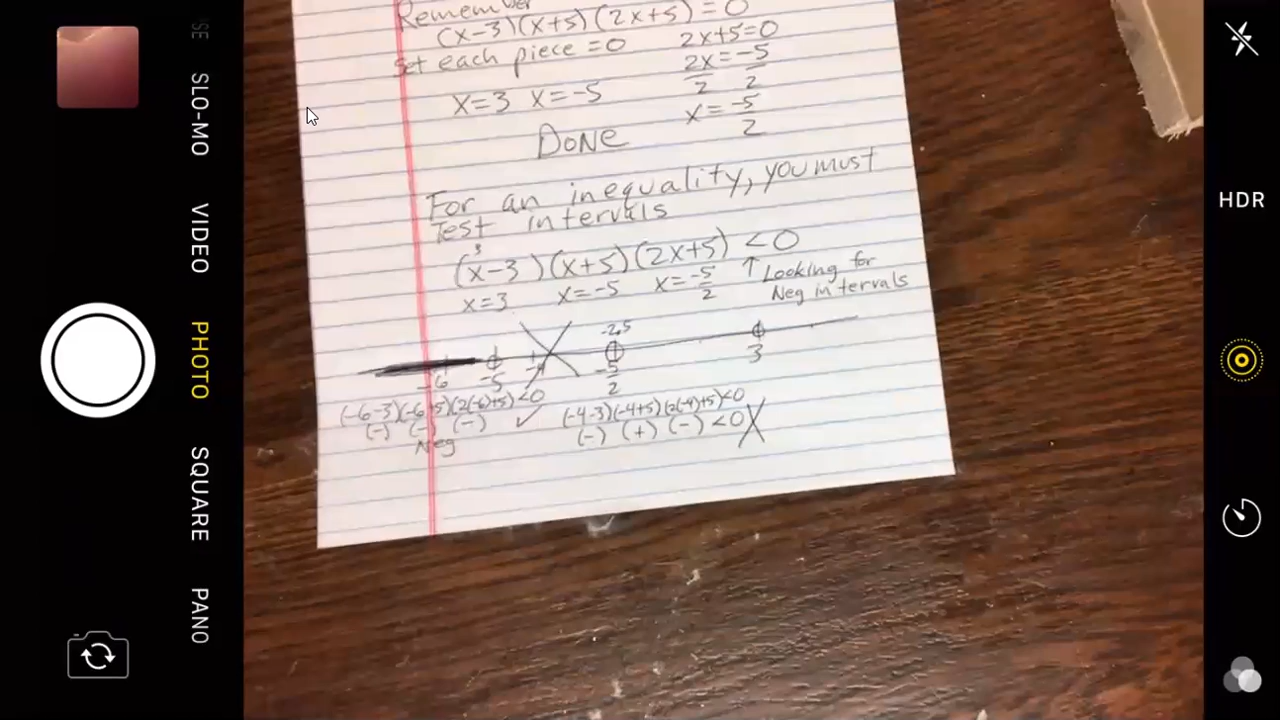 Remember
(x-3)(x+5)(2x+5)=0
Set each piece =0
2x+5=0
2x = -5
2 2
x=3 x=-5
x = -5
2
DONE
For an inequality, you must
Test intervals
(x-3)(x+5)(2x+5) <0
x=3 x=-5 x=-5/2
↑ Looking for
Neg intervals
-2.5
-6 -5 -4 -5/2 3
(-6-3)(-6+5)(2(-6)+5)<0
(-) (-) (-) ✓
Neg
(-4-3)(-4+5)(2(-4)+5)<0
(-) (+) (-) <0 X
SLO-MO
VIDEO
PHOTO
SQUARE
PANO
HDR